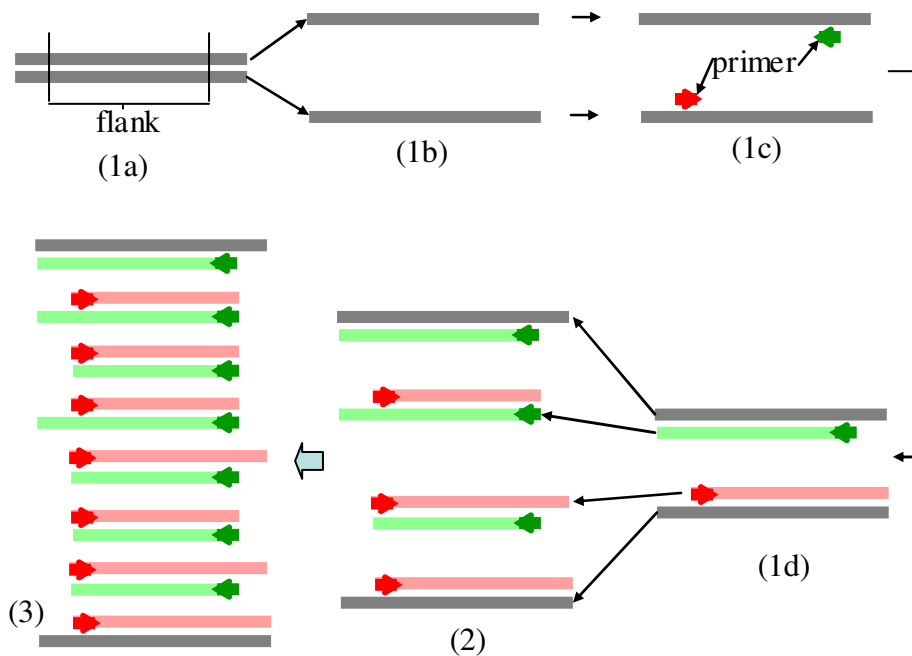 primer
flank
(1a)
(1b)
(1c)
(1d)
(2)
(3)